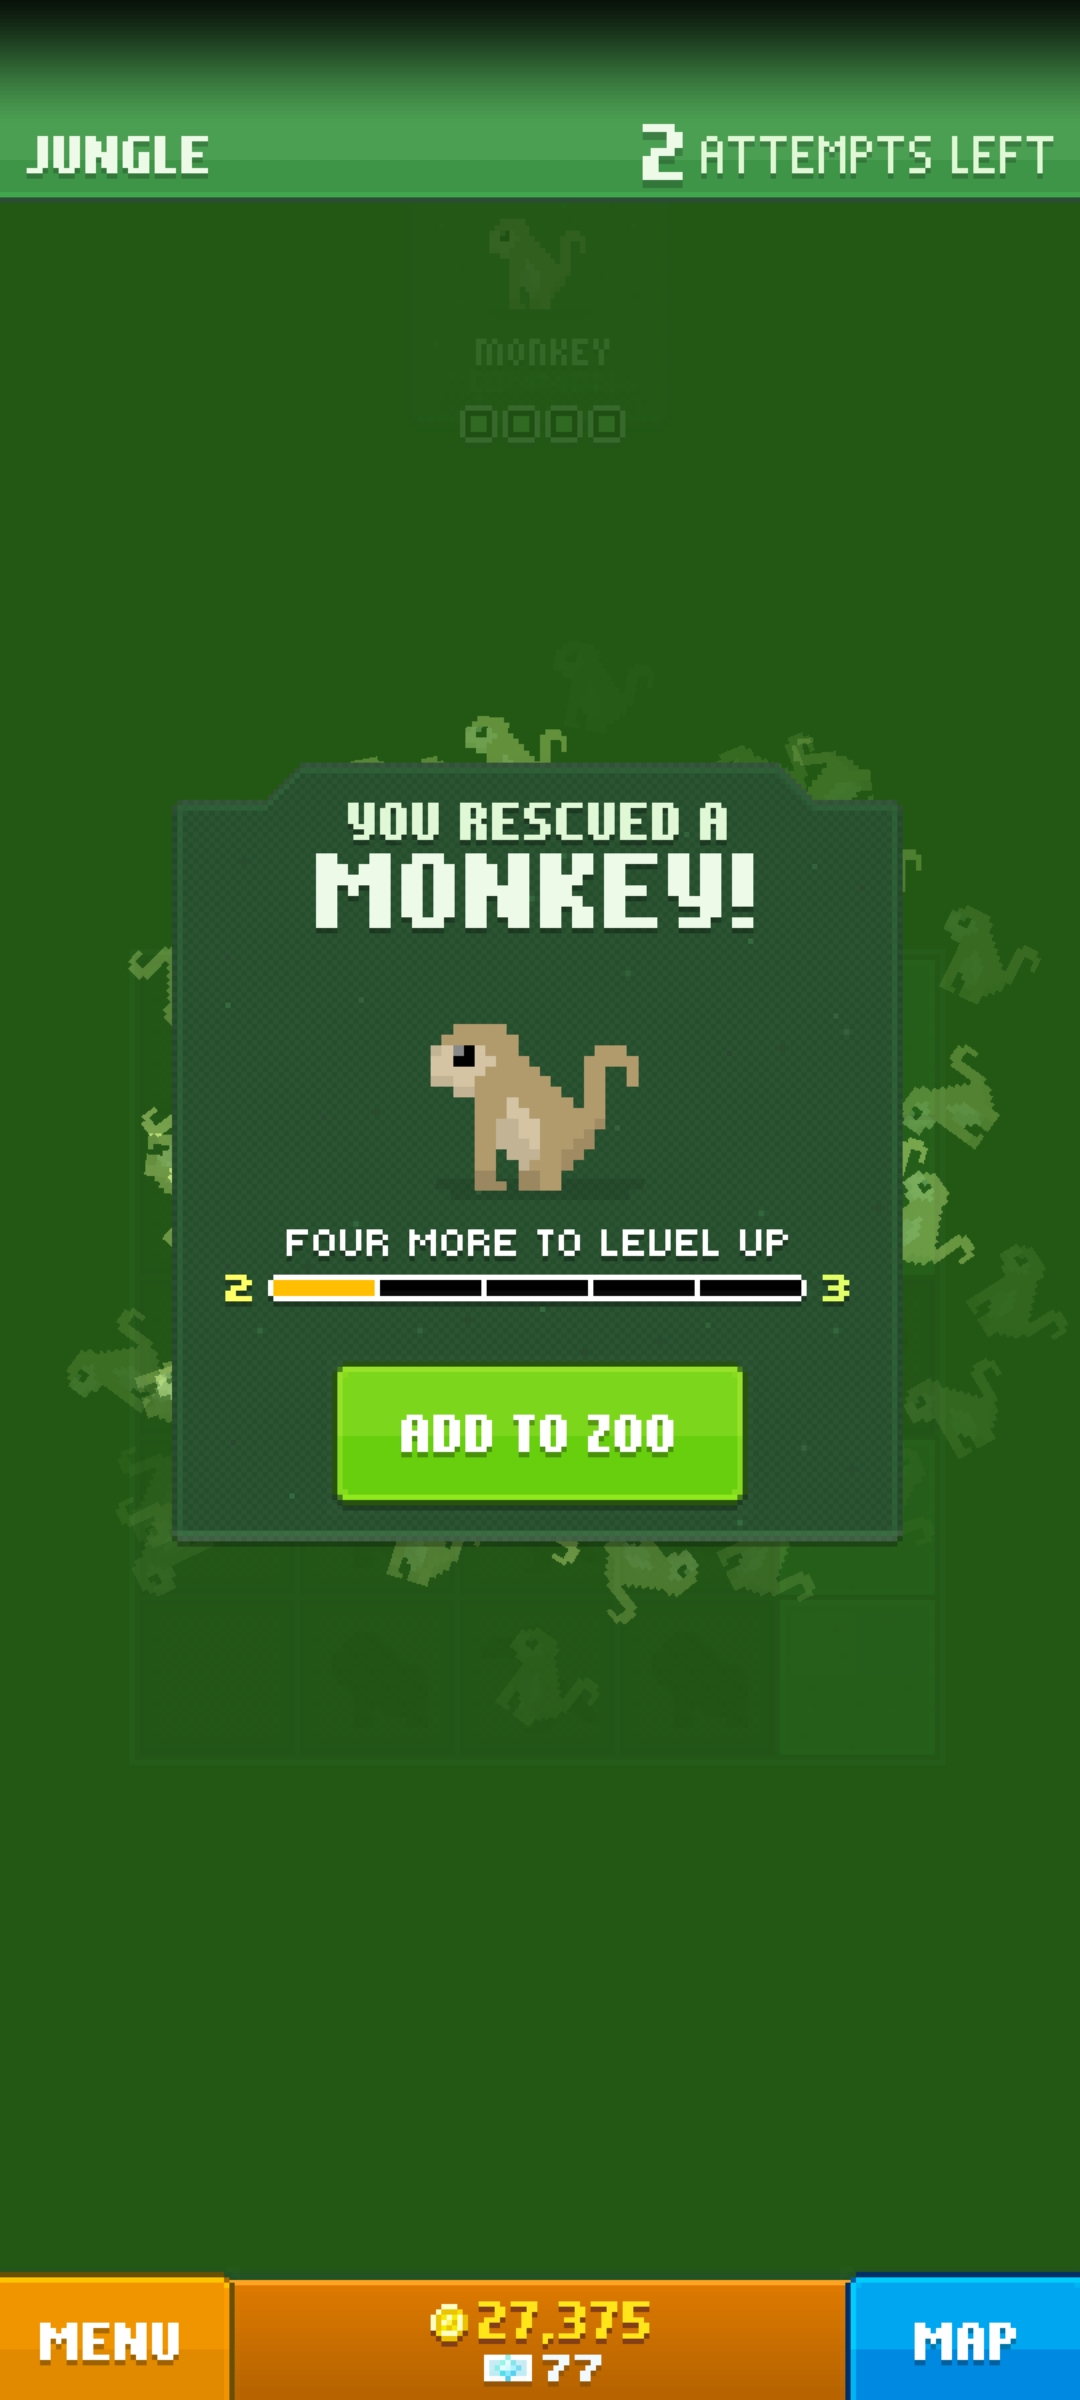 JUNGLE
2 ATTEMPTS LEFT
MONKEY
YOU RESCUED A
MONKEY!
FOUR MORE TO LEVEL UP
2 3
ADD TO ZOO
MENU
27,375
77
MAP